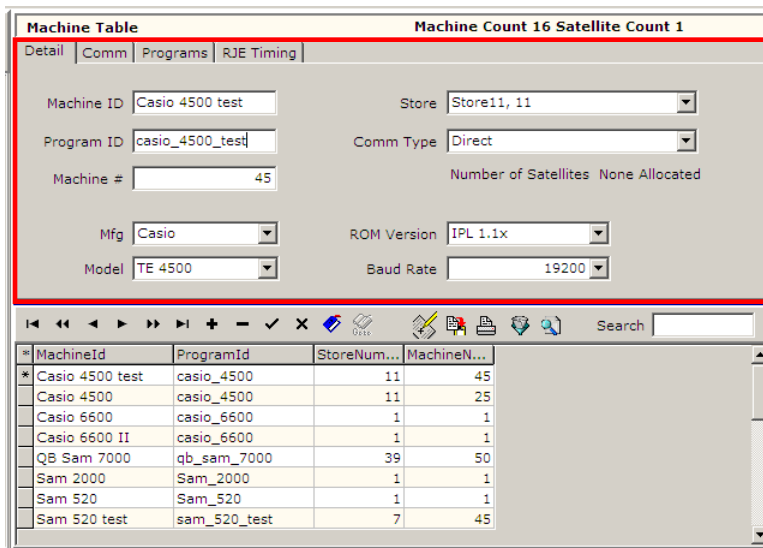 Machine Table Machine Count 16 Satellite Count 1
Detail Comm Programs RJE Timing
Machine ID Casio 4500 test Store Store11, 11
Program ID casio_4500_test Comm Type Direct
Machine # 45 Number of Satellites None Allocated
Mfg Casio ROM Version IPL 1.1x
Model TE 4500 Baud Rate 19200
Search
* MachineId ProgramId StoreNum... MachineN...
* Casio 4500 test casio_4500 11 45
Casio 4500 casio_4500 11 25
Casio 6600 casio_6600 1 1
Casio 6600 II casio_6600 1 1
QB Sam 7000 qb_sam_7000 39 50
Sam 2000 Sam_2000 1 1
Sam 520 Sam_520 1 1
Sam 520 test sam_520_test 7 45